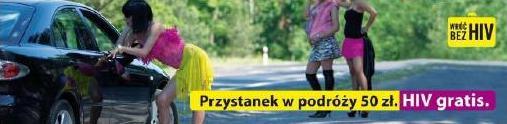 WRÓĆ
BEZ HIV
Przystanek w podróży 50 zł. HIV gratis.